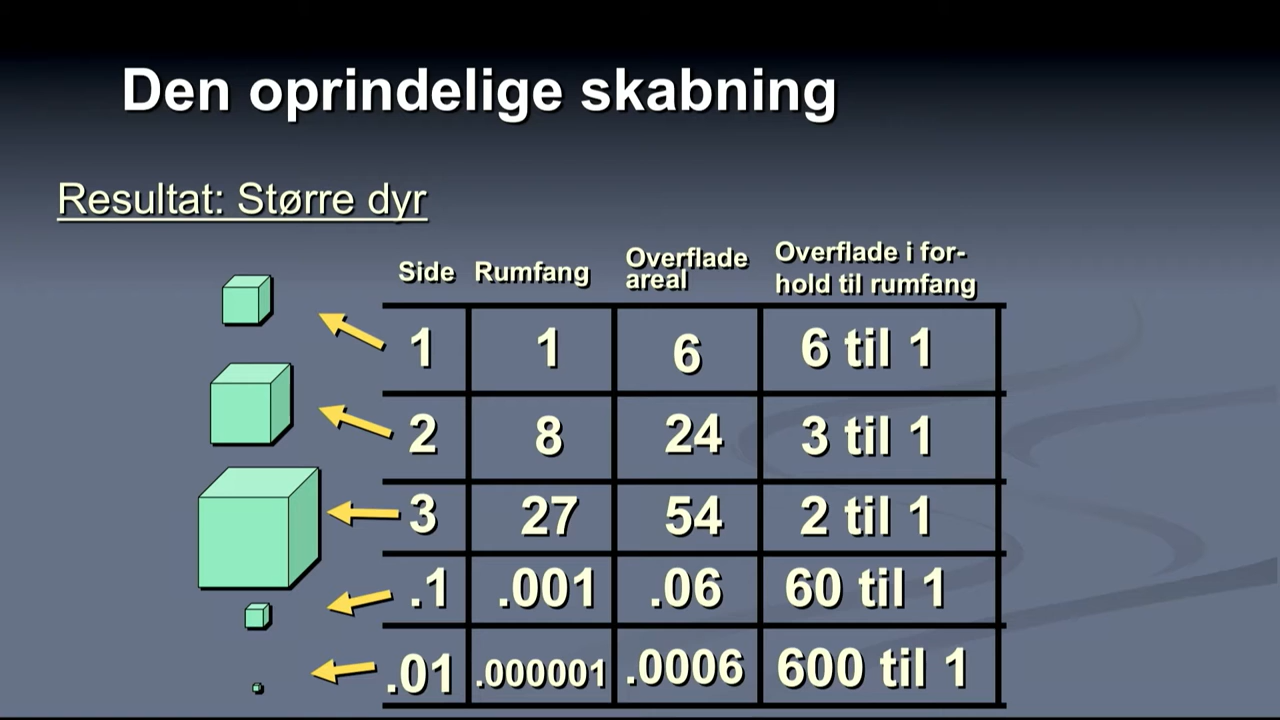 Den oprindelige skabning
Resultat: Større dyr
Side Rumfang Overflade areal Overflade i for-
hold til rumfang
1 1 6 6 til 1
2 8 24 3 til 1
3 27 54 2 til 1
.1 .001 .06 60 til 1
.01 .000001 .0006 600 til 1